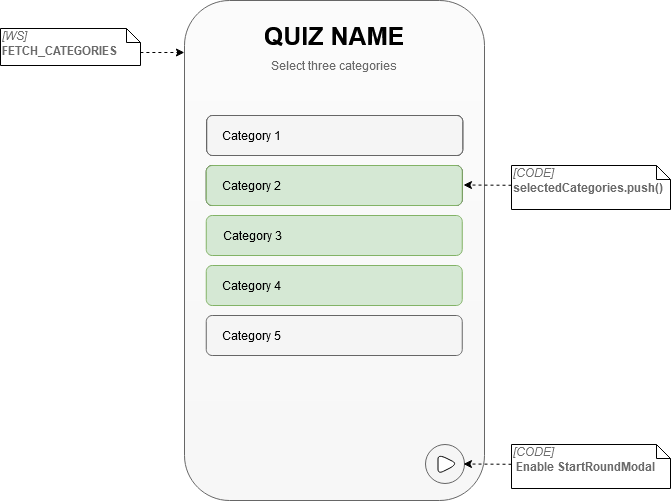 [WS]
FETCH_CATEGORIES
QUIZ NAME
Select three categories
Category 1
Category 2
Category 3
Category 4
Category 5
[CODE]
selectedCategories.push()
[CODE]
Enable StartRoundModal